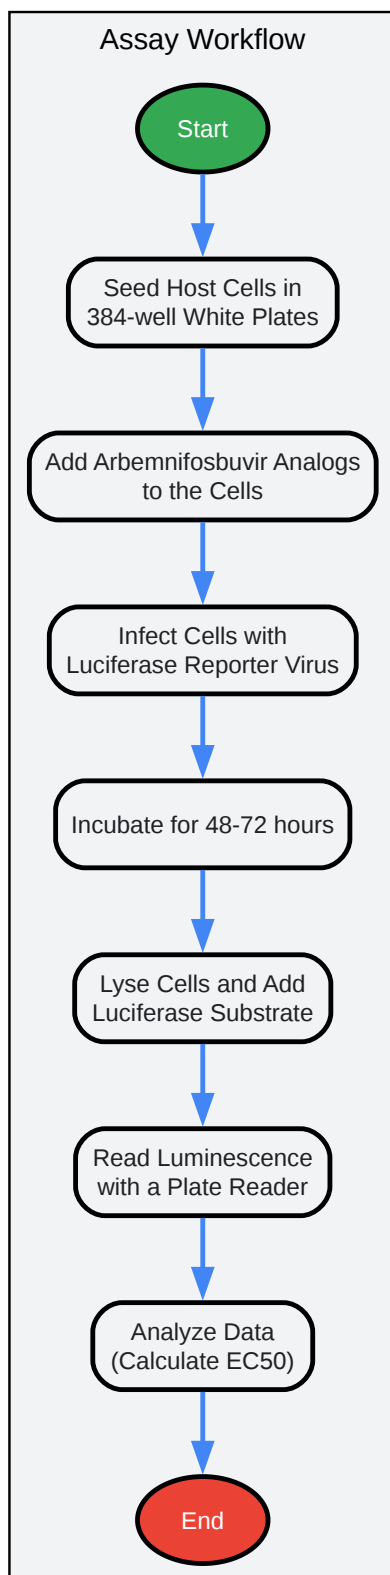 Assay Workflow
Start
Seed Host Cells in
384-well White Plates
Add Arbemnifosbuvir Analogs
to the Cells
Infect Cells with
Luciferase Reporter Virus
Incubate for 48-72 hours
Lyse Cells and Add
Luciferase Substrate
Read Luminescence
with a Plate Reader
Analyze Data
(Calculate EC50)
End